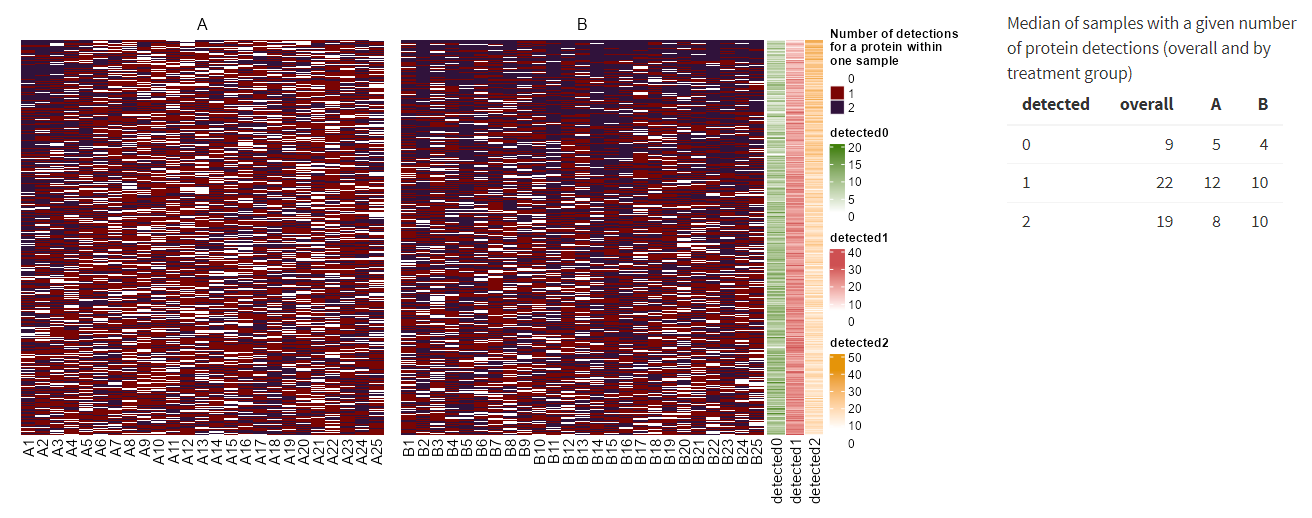 A
B
Number of detections
for a protein within
one sample
0
1
2
detected0
20
15
10
5
0
detected1
40
30
20
10
0
detected2
50
40
30
20
10
0
A1 A2 A3 A4 A5 A6 A7 A8 A9 A10 A11 A12 A13 A14 A15 A16 A17 A18 A19 A20 A21 A22 A23 A24 A25
B1 B2 B3 B4 B5 B6 B7 B8 B9 B10 B11 B12 B13 B14 B15 B16 B17 B18 B19 B20 B21 B22 B23 B24 B25
detected0 detected1 detected2
Median of samples with a given number
of protein detections (overall and by
treatment group)
detected overall A B
0 9 5 4
1 22 12 10
2 19 8 10